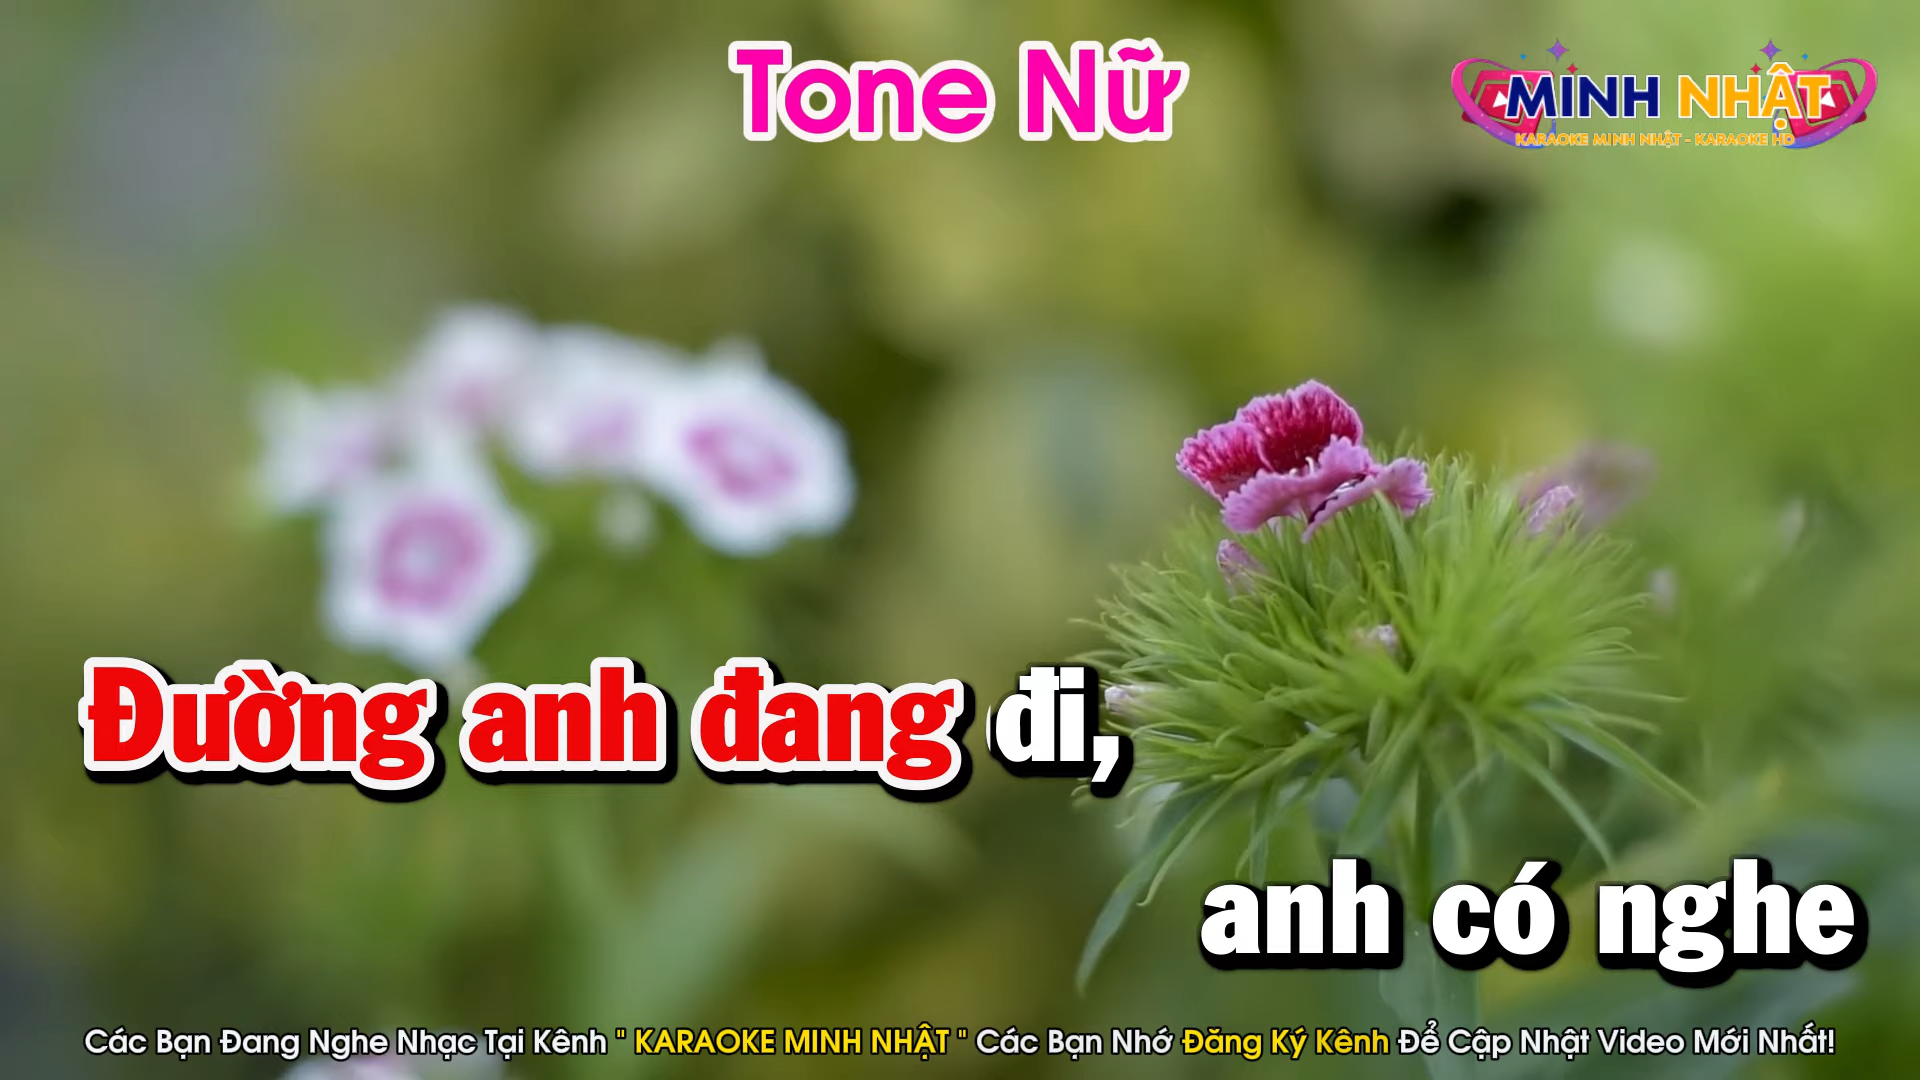 Tone Nữ
MINH NHẬT
KARAOKE MINH NHẬT - KARAOKE HD
Đường anh đang đi,
anh có nghe
Các Bạn Đang Nghe Nhạc Tại Kênh " KARAOKE MINH NHẬT " Các Bạn Nhớ Đăng Ký Kênh Để Cập Nhật Video Mới Nhất!